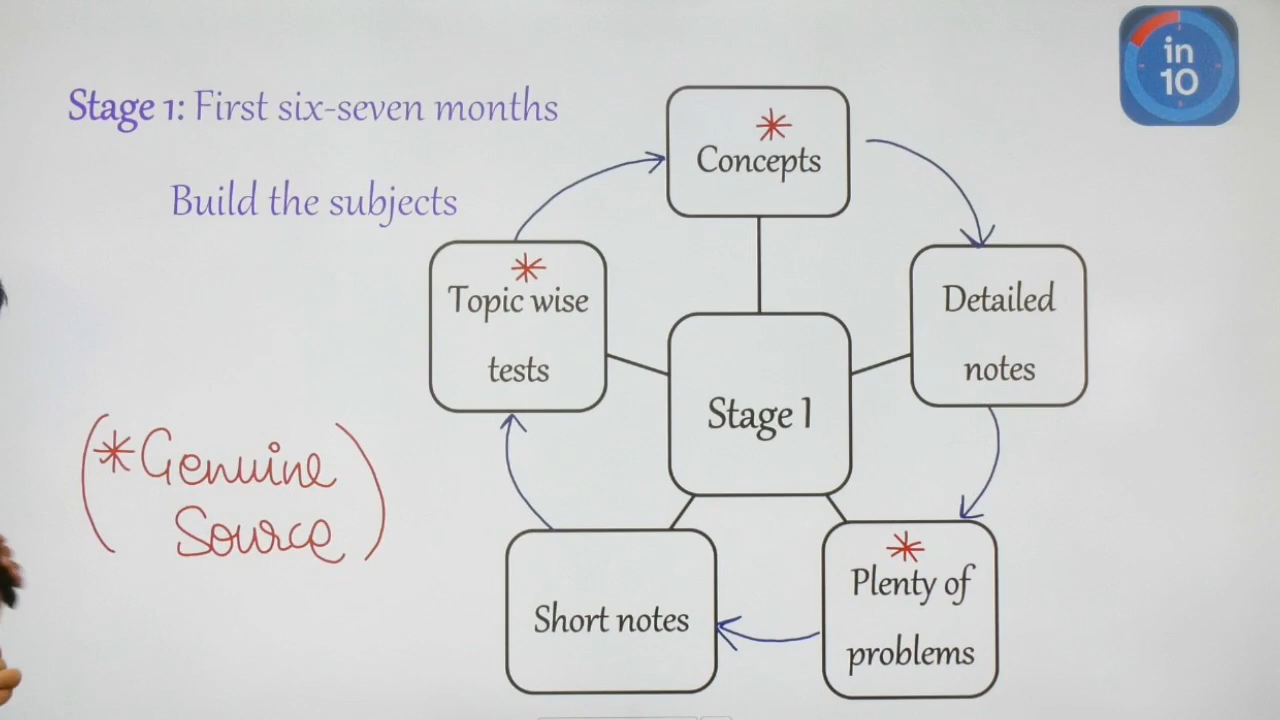 in
10
Stage 1: First six-seven months
Build the subjects
*
Concepts
*
Topic wise
tests
Detailed
notes
Stage 1
*Genuine
Source
Short notes
*
Plenty of
problems